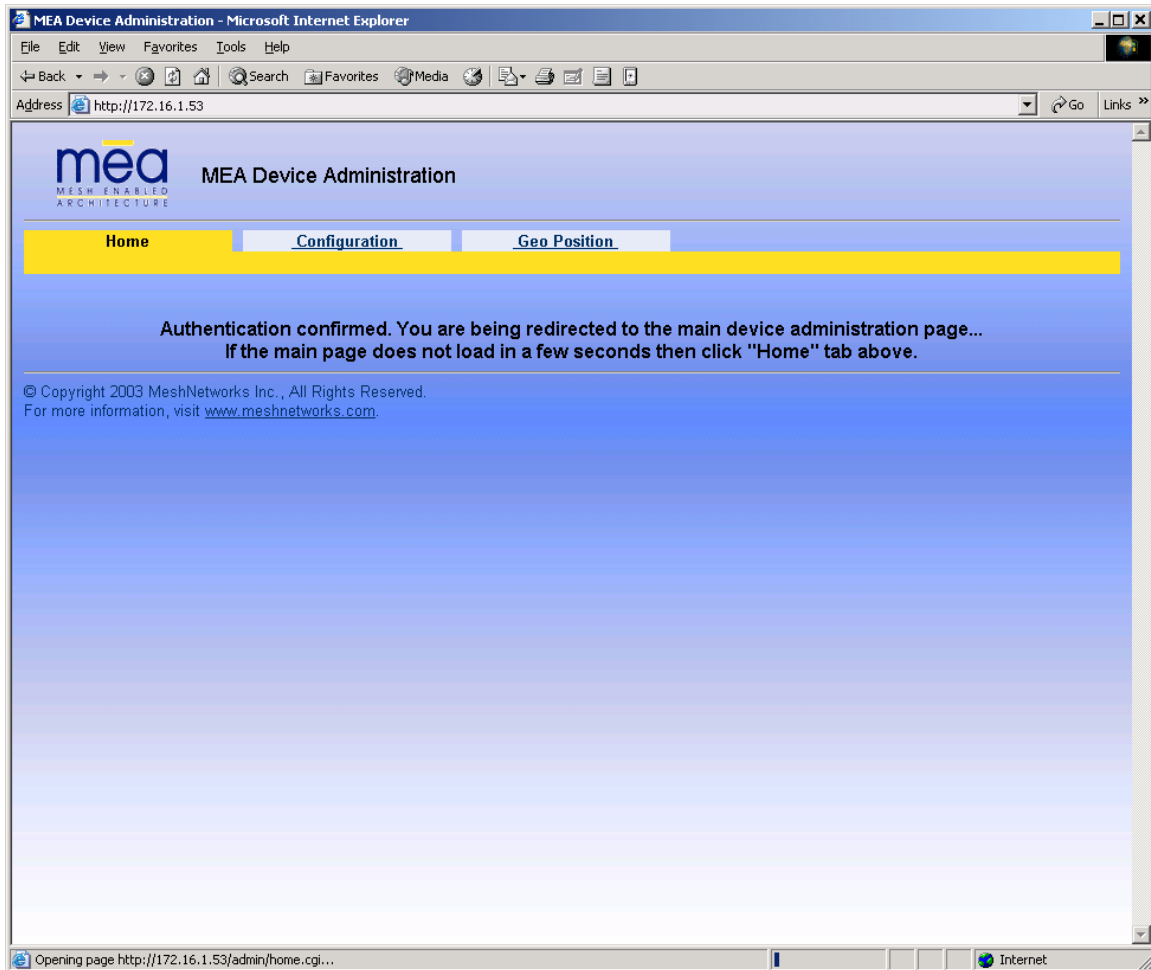 MEA Device Administration - Microsoft Internet Explorer
File Edit View Favorites Tools Help
Back Search Favorites Media
Address http://172.16.1.53 Go Links »
mea
MESH ENABLED
ARCHITECTURE
MEA Device Administration
Home Configuration Geo Position
Authentication confirmed. You are being redirected to the main device administration page...
If the main page does not load in a few seconds then click "Home" tab above.
© Copyright 2003 MeshNetworks Inc., All Rights Reserved.
For more information, visit www.meshnetworks.com.
Opening page http://172.16.1.53/admin/home.cgi... Internet